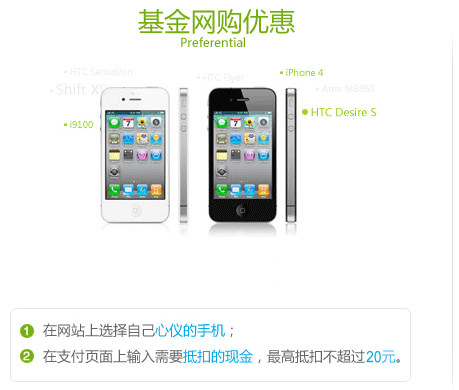 基金网购优惠
Preferential
• HTC Sensation
• HTC Flyer
• iPhone 4
• Shift X
• Atrix MB860
• i9100
• HTC Desire S
1 在网站上选择自己心仪的手机；
2 在支付页面上输入需要抵扣的现金，最高抵扣不超过20元。